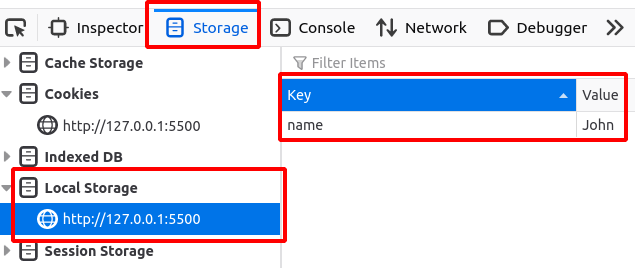 Inspector Storage Console Network Debugger
Cache Storage
Filter Items
Cookies
Key Value
http://127.0.0.1:5500
name John
Indexed DB
Local Storage
http://127.0.0.1:5500
Session Storage